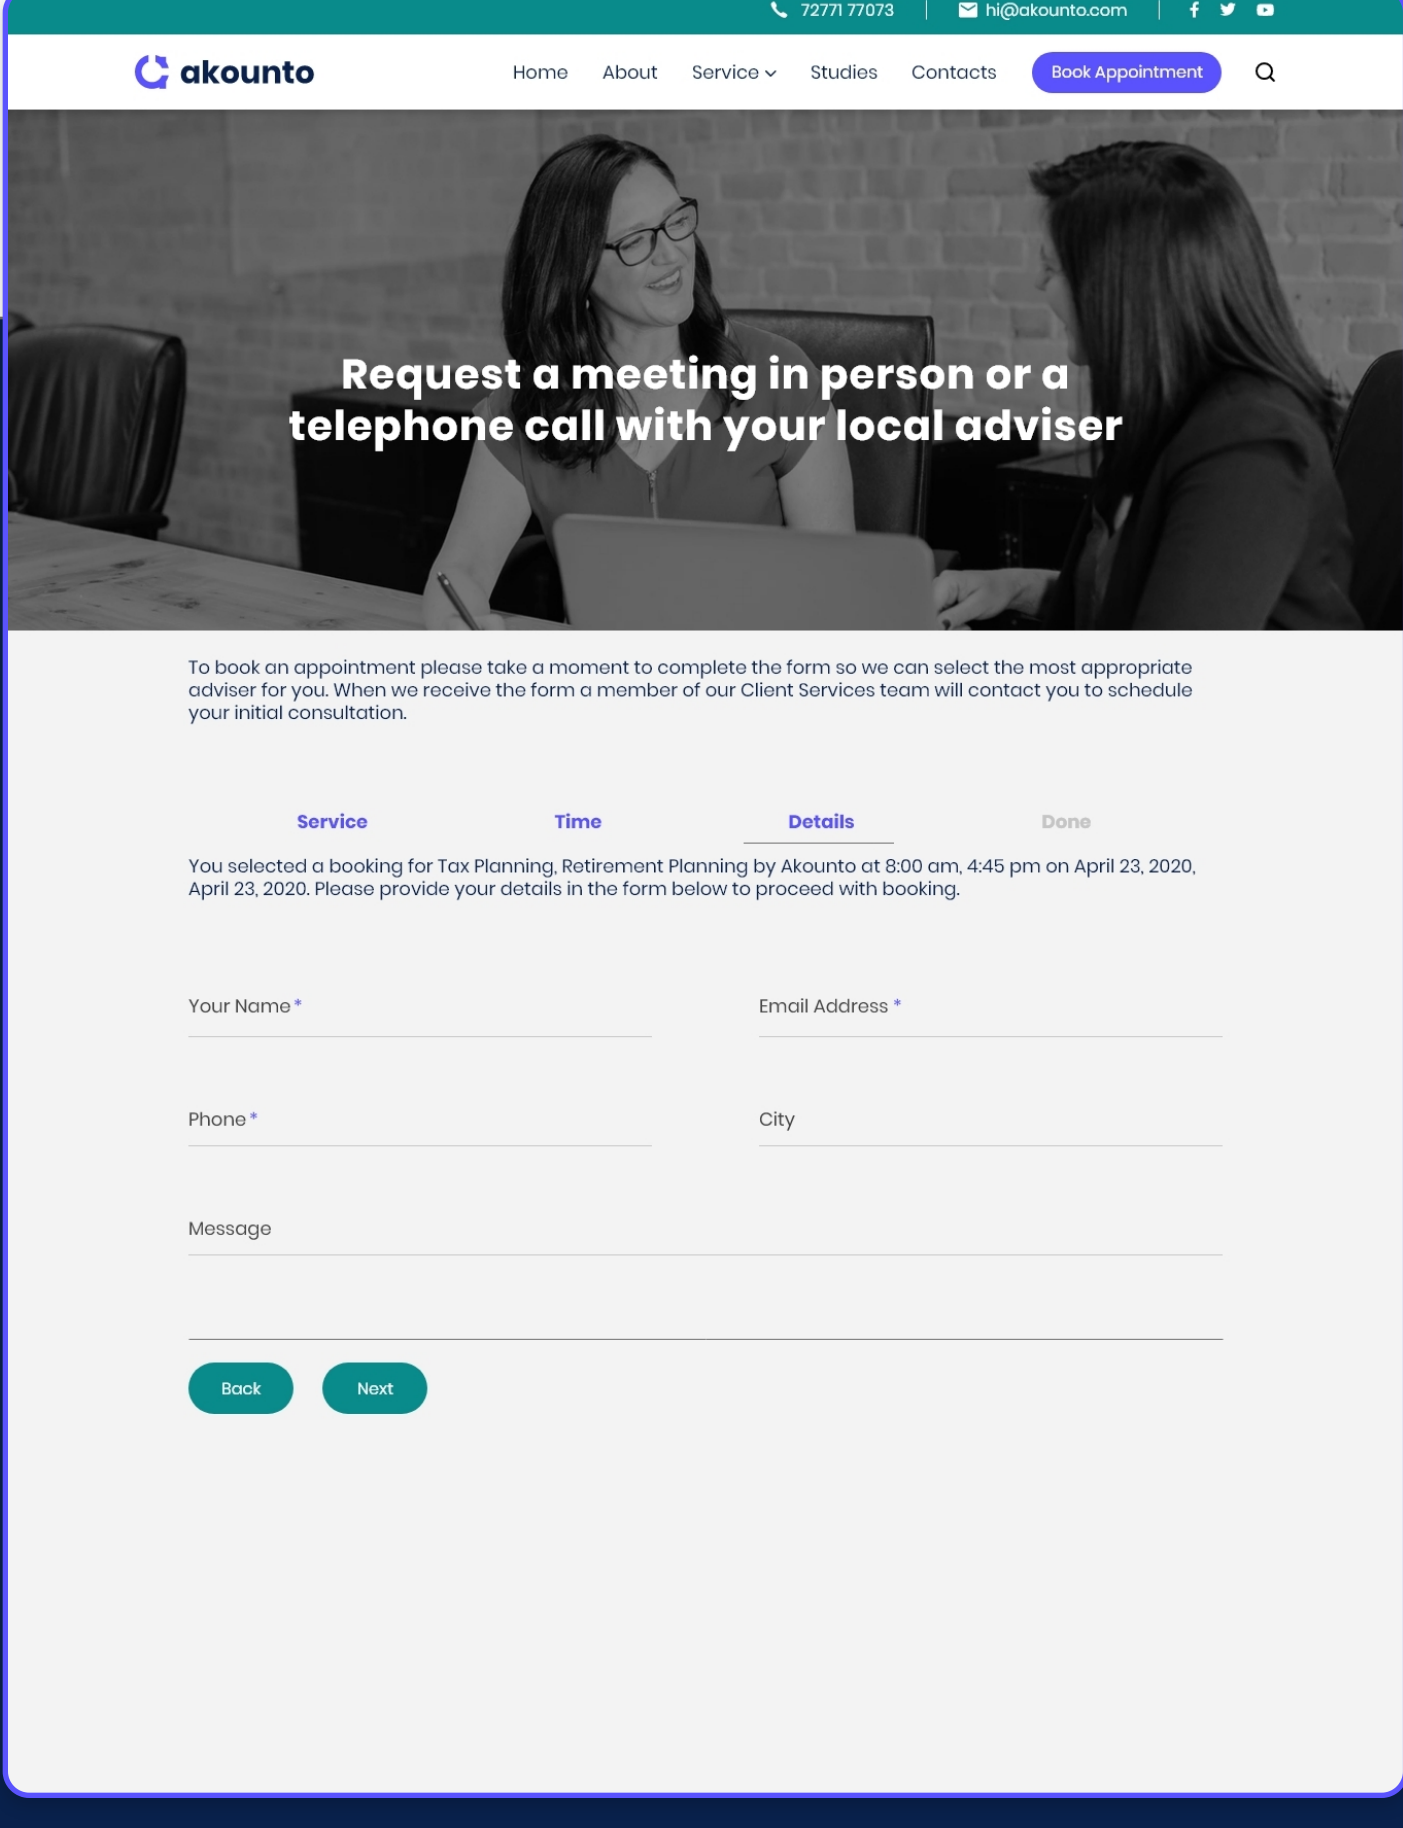 72771 77073
hi@akounto.com
akounto
Home
About
Service
Studies
Contacts
Book Appointment
Request a meeting in person or a
telephone call with your local adviser
To book an appointment please take a moment to complete the form so we can select the most appropriate
adviser for you. When we receive the form a member of our Client Services team will contact you to schedule
your initial consultation.
Service
Time
Details
Done
You selected a booking for Tax Planning, Retirement Planning by Akounto at 8:00 am, 4:45 pm on April 23, 2020,
April 23, 2020. Please provide your details in the form below to proceed with booking.
Your Name *
Email Address *
Phone *
City
Message
Back
Next